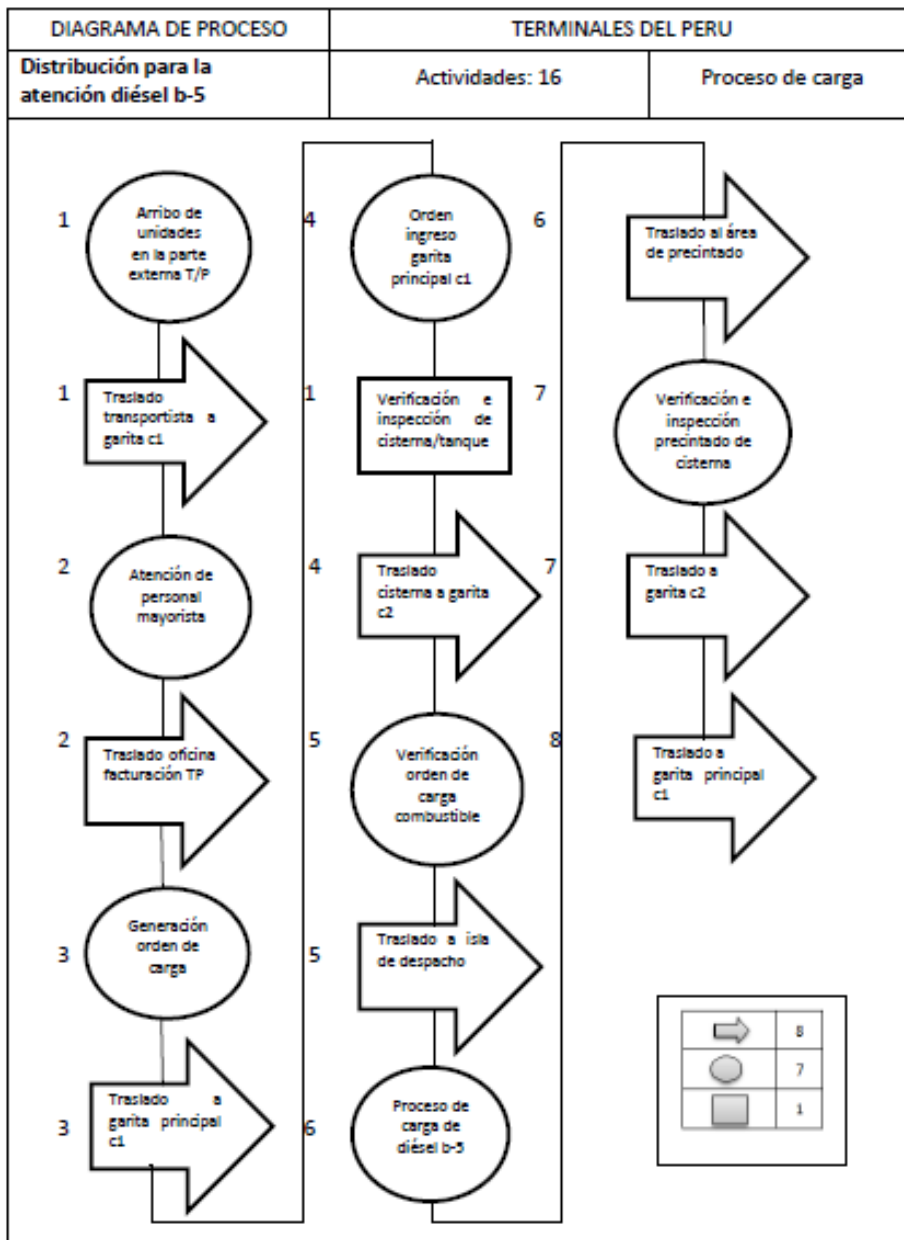 DIAGRAMA DE PROCESO
TERMINALES DEL PERU
Distribución para la
atención diésel b-5
Actividades: 16
Proceso de carga
1
Arribo de
unidades
en la parte
externa T/P
1
Traslado
transportista a
garita c1
2
Atención de
personal
mayorista
2
Traslado oficina
facturación TP
3
Generación
orden de
carga
3
Traslado a
garita principal
c1
4
Orden
ingreso
garita
principal c1
1
Verificación e
inspección de
cisterna/tanque
4
Traslado
cisterna a garita
c2
5
Verificación
orden de
carga
combustible
5
Traslado a isla
de despacho
6
Proceso de
carga de
diésel b-5
6
Traslado al área
de precintado
7
Verificación e
inspección
precintado de
cisterna
7
Traslado a
garita c2
8
Traslado a
garita principal
c1
8
7
1